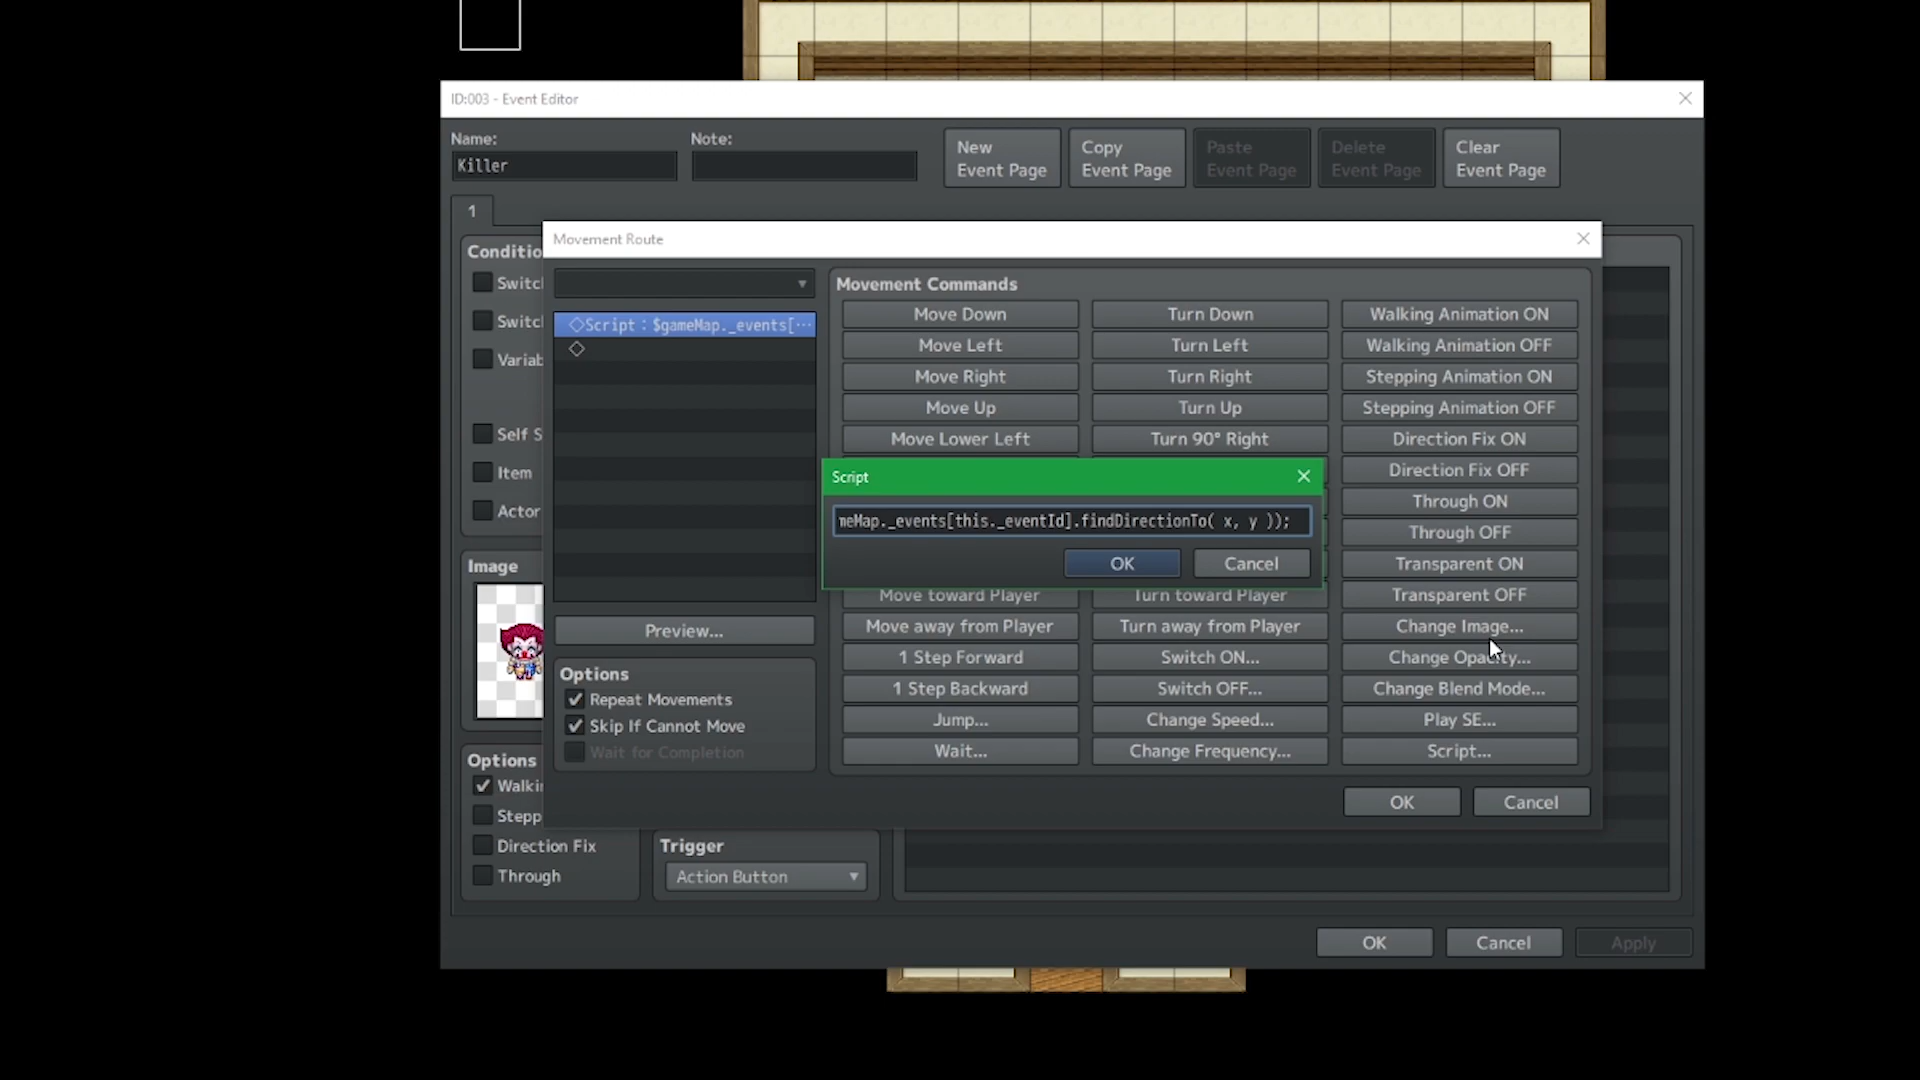 ID:003 - Event Editor
Name:
Note:
Killer
New
Event Page
Copy
Event Page
Paste
Event Page
Delete
Event Page
Clear
Event Page
1
Conditio
Switch
Switch
Variab
Self S
Item
Actor
Image
Options
Walkin
Stepp
Direction Fix
Through
Trigger
Action Button
Movement Route
◇Script：$gameMap._events[…
◇
Preview...
Options
Repeat Movements
Skip If Cannot Move
Wait for Completion
Movement Commands
Move Down
Move Left
Move Right
Move Up
Move Lower Left
Move toward Player
Move away from Player
1 Step Forward
1 Step Backward
Jump...
Wait...
Turn Down
Turn Left
Turn Right
Turn Up
Turn 90° Right
Turn toward Player
Turn away from Player
Switch ON...
Switch OFF...
Change Speed...
Change Frequency...
Walking Animation ON
Walking Animation OFF
Stepping Animation ON
Stepping Animation OFF
Direction Fix ON
Direction Fix OFF
Through ON
Through OFF
Transparent ON
Transparent OFF
Change Image...
Change Opacity...
Change Blend Mode...
Play SE...
Script...
OK
Cancel
Script
meMap._events[this._eventId].findDirectionTo( x, y ));
OK
Cancel
OK
Cancel
Apply